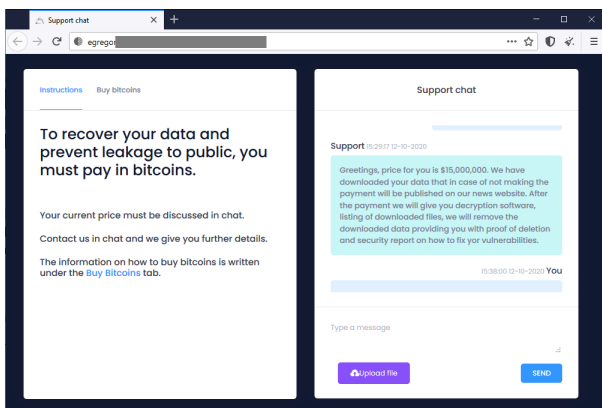 Support chat
egregor
Instructions Buy bitcoins
To recover your data and
prevent leakage to public, you
must pay in bitcoins.
Your current price must be discussed in chat.
Contact us in chat and we give you further details.
The information on how to buy bitcoins is written
under the Buy Bitcoins tab.
Support chat
Support 15:29:17 12-10-2020
Greetings, price for you is $15,000,000. We have
downloaded your data that in case of not making the
payment will be published on our news website. After
the payment we will give you decryption software,
listing of downloaded files, we will remove the
downloaded data providing you with proof of deletion
and security report on how to fix yor vulnerabilities.
15:38:00 12-10-2020 You
Type a message
Upload file
SEND